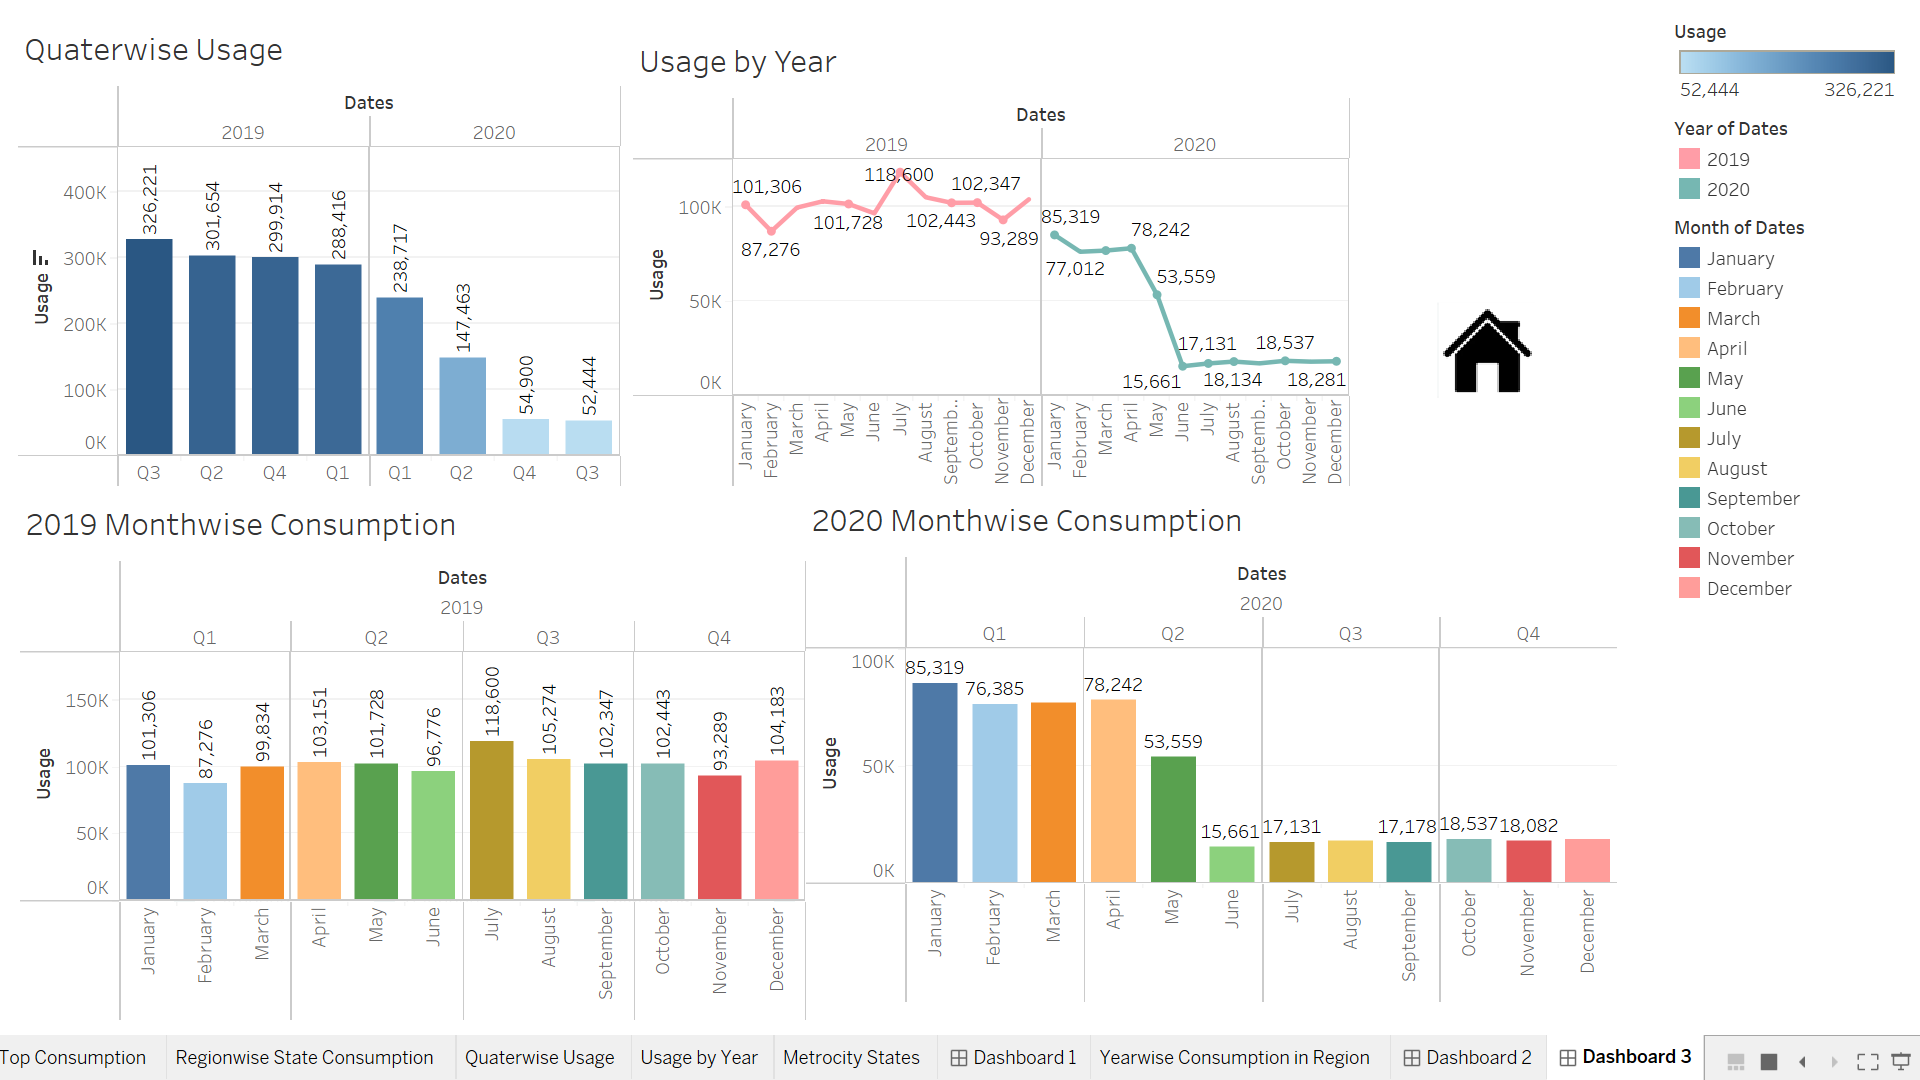 Quaterwise Usage
Dates
2019
2020
Usage
400K
300K
200K
100K
0K
326,221
301,654
299,914
288,416
238,717
147,463
54,900
52,444
Q3
Q2
Q4
Q1
Q1
Q2
Q4
Q3
Usage by Year
Dates
2019
2020
Usage
100K
50K
0K
101,306
87,276
101,728
118,600
102,443
102,347
93,289
85,319
77,012
78,242
53,559
15,661
17,131
18,134
18,537
18,281
January
February
March
April
May
June
July
August
Septemb..
October
November
December
January
February
March
April
May
June
July
August
Septemb..
October
November
December
Usage
52,444
326,221
Year of Dates
2019
2020
Month of Dates
January
February
March
April
May
June
July
August
September
October
November
December
2019 Monthwise Consumption
Dates
2019
Q1
Q2
Q3
Q4
Usage
150K
100K
50K
0K
101,306
87,276
99,834
103,151
101,728
96,776
118,600
105,274
102,347
102,443
93,289
104,183
January
February
March
April
May
June
July
August
September
October
November
December
2020 Monthwise Consumption
Dates
2020
Q1
Q2
Q3
Q4
Usage
100K
50K
0K
85,319
76,385
78,242
53,559
15,661
17,131
17,178
18,537
18,082
January
February
March
April
May
June
July
August
September
October
November
December
Top Consumption
Regionwise State Consumption
Quaterwise Usage
Usage by Year
Metrocity States
Dashboard 1
Yearwise Consumption in Region
Dashboard 2
Dashboard 3